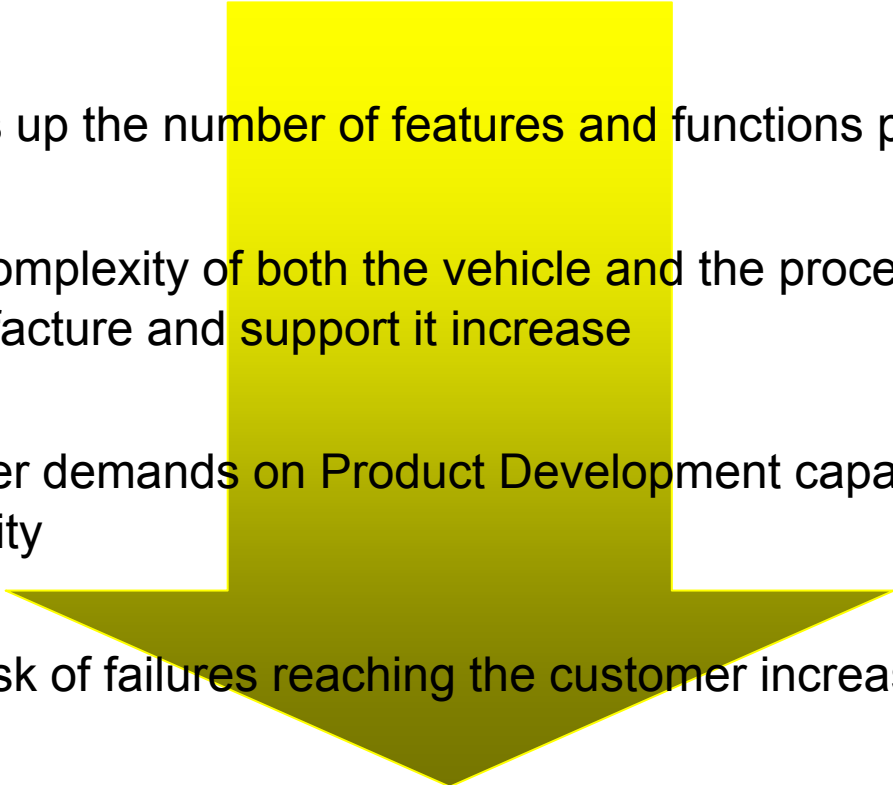 s up the number of features and functions p
omplexity of both the vehicle and the proce
facture and support it increase
er demands on Product Development capa
ity
sk of failures reaching the customer increas